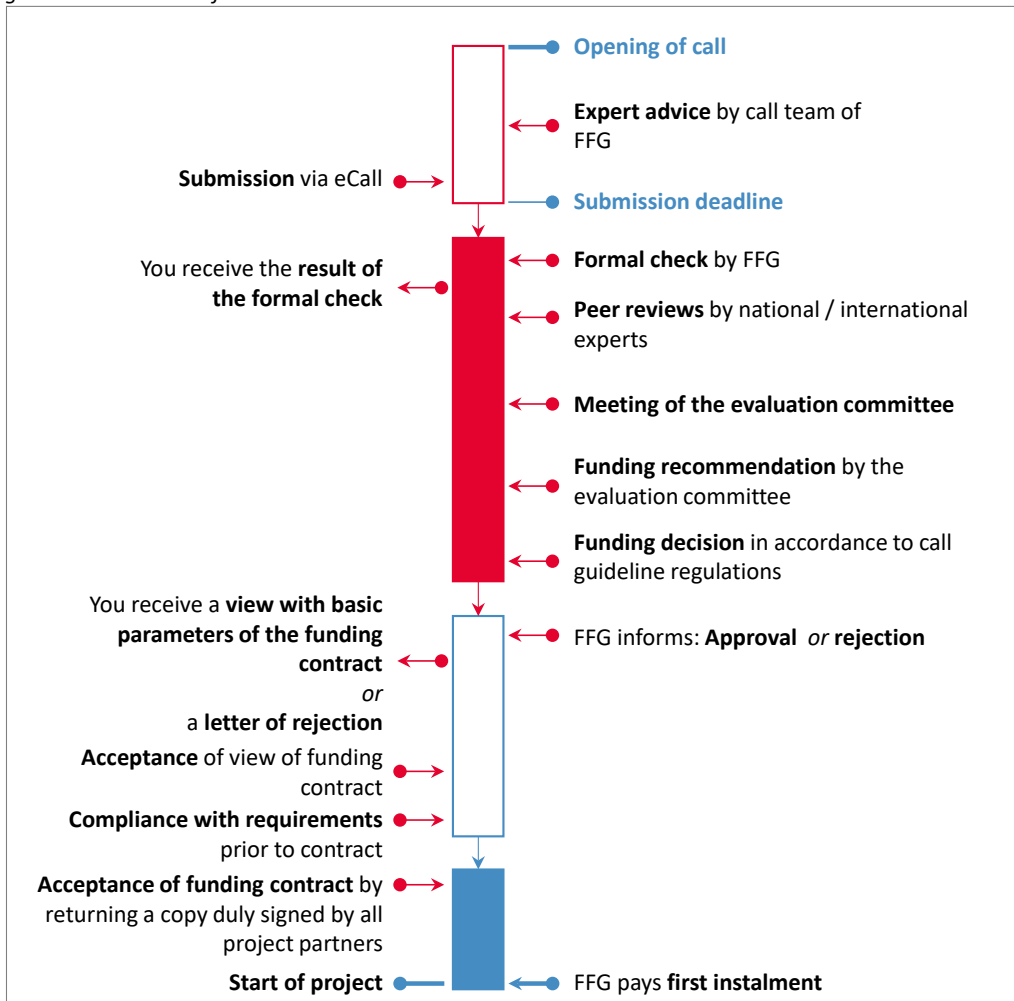 Opening of call
Expert advice by call team of
FFG
Submission via eCall
Submission deadline
Formal check by FFG
You receive the result of
the formal check
Peer reviews by national / international
experts
Meeting of the evaluation committee
Funding recommendation by the
evaluation committee
Funding decision in accordance to call
guideline regulations
You receive a view with basic
parameters of the funding
contract
or
a letter of rejection
FFG informs: Approval or rejection
Acceptance of view of funding
contract
Compliance with requirements
prior to contract
Acceptance of funding contract by
returning a copy duly signed by all
project partners
Start of project
FFG pays first instalment